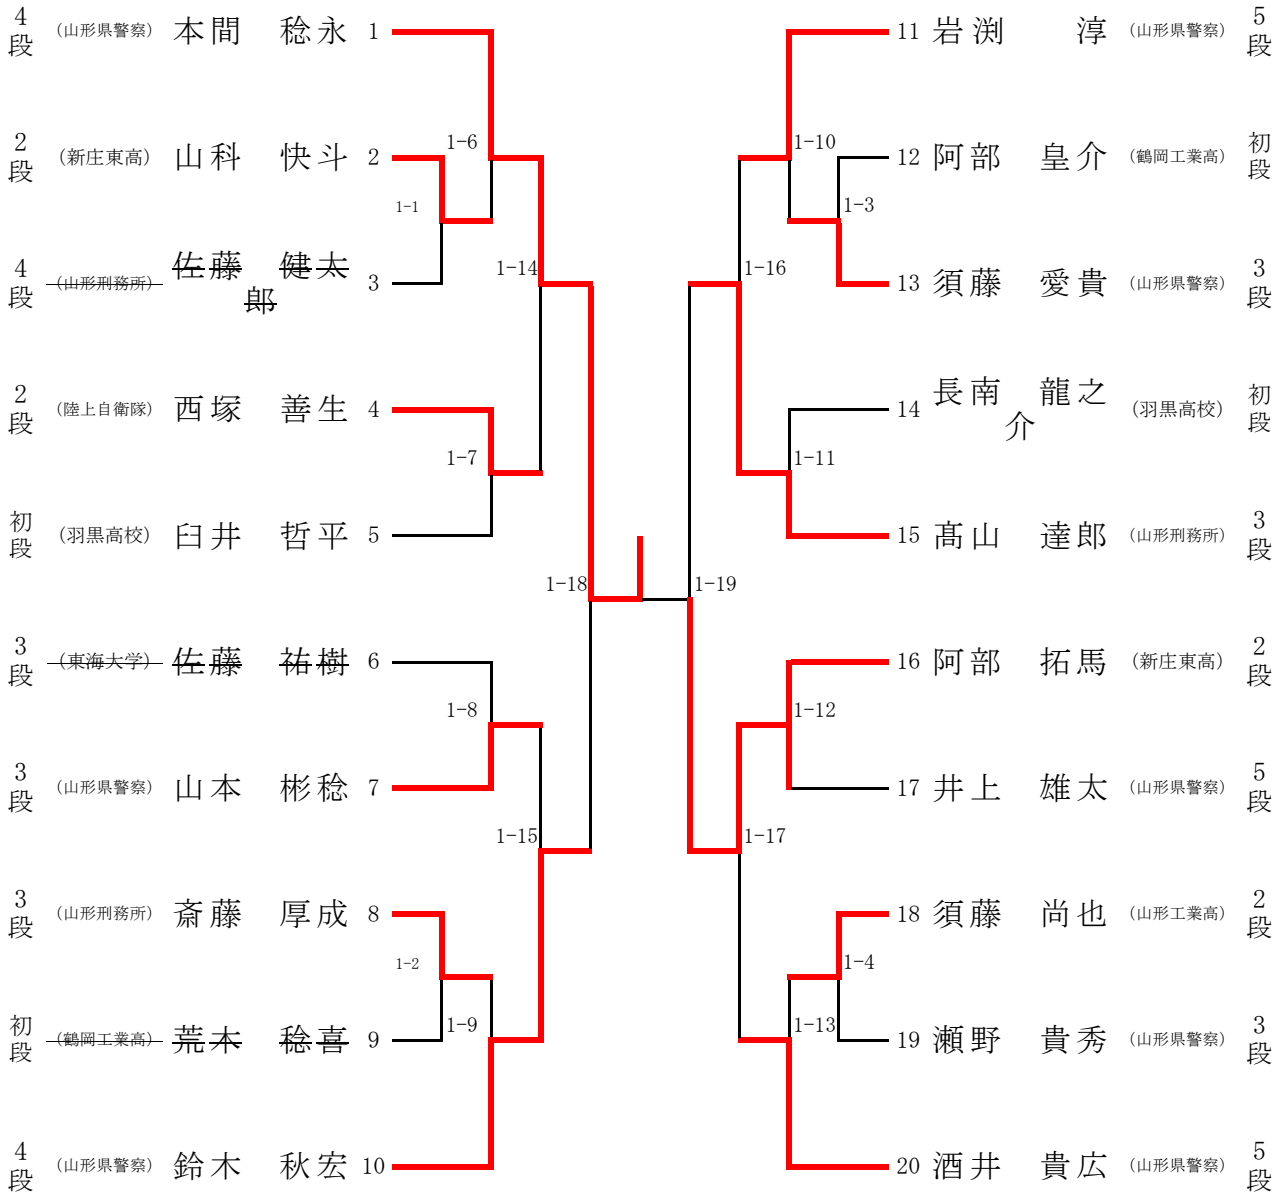 4段 (山形県警察) 本間 稔永 1
2段 (新庄東高) 山科 快斗 2
4段 (山形刑務所) 佐藤 健太郎 3
2段 (陸上自衛隊) 西塚 善生 4
初段 (羽黒高校) 臼井 哲平 5
3段 (東海大学) 佐藤 祐樹 6
3段 (山形県警察) 山本 彬稔 7
3段 (山形刑務所) 斎藤 厚成 8
初段 (鶴岡工業高) 荒木 稔喜 9
4段 (山形県警察) 鈴木 秋宏 10
1-6
1-1
1-14
1-7
1-18
1-8
1-15
1-2
1-9
1-10
1-3
1-16
1-11
1-19
1-12
1-17
1-4
1-13
11 岩渕 淳 (山形県警察) 5段
12 阿部 皇介 (鶴岡工業高) 初段
13 須藤 愛貴 (山形県警察) 3段
14 長南 龍之介 (羽黒高校) 初段
15 髙山 達郎 (山形刑務所) 3段
16 阿部 拓馬 (新庄東高) 2段
17 井上 雄太 (山形県警察) 5段
18 須藤 尚也 (山形工業高) 2段
19 瀬野 貴秀 (山形県警察) 3段
20 酒井 貴広 (山形県警察) 5段